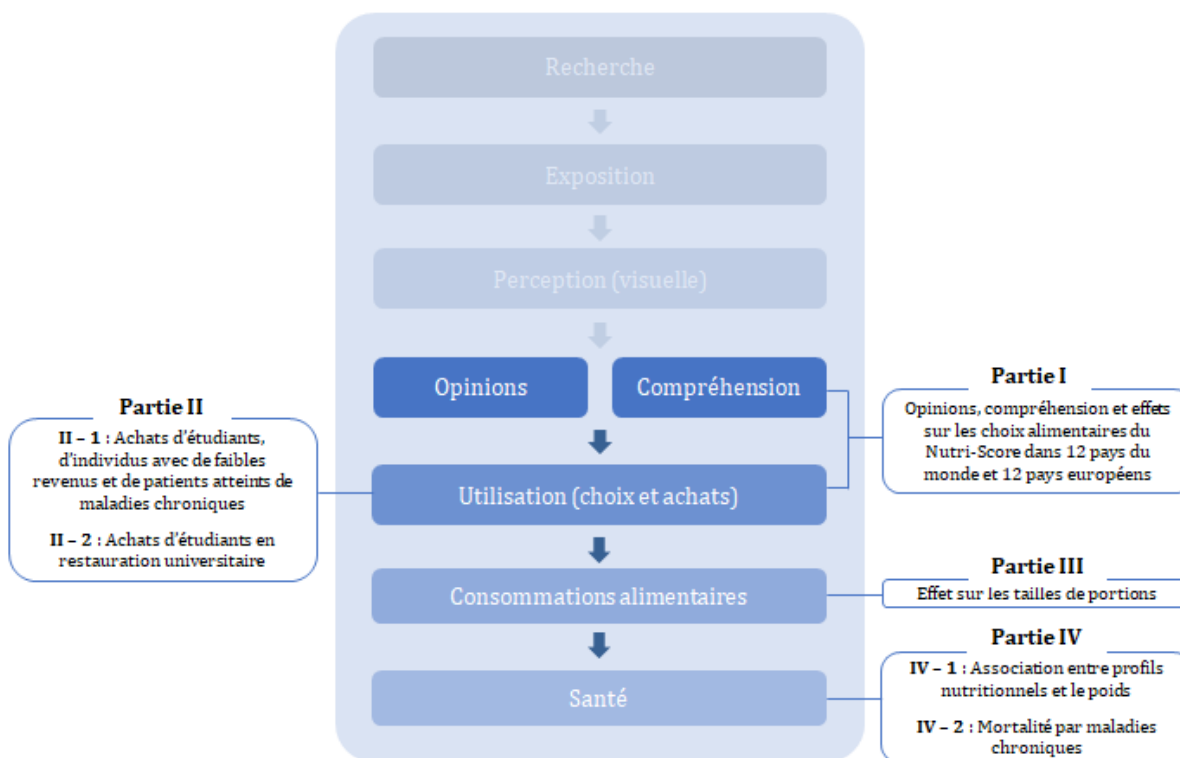 Recherche
Exposition
Perception (visuelle)
Opinions
Compréhension
Utilisation (choix et achats)
Consommations alimentaires
Santé
Partie II
II – 1 : Achats d'étudiants,
d'individus avec de faibles
revenus et de patients atteints de
maladies chroniques
II – 2 : Achats d'étudiants en
restauration universitaire
Partie I
Opinions, compréhension et effets
sur les choix alimentaires du
Nutri-Score dans 12 pays du
monde et 12 pays européens
Partie III
Effet sur les tailles de portions
Partie IV
IV – 1 : Association entre profils
nutritionnels et le poids
IV – 2 : Mortalité par maladies
chroniques